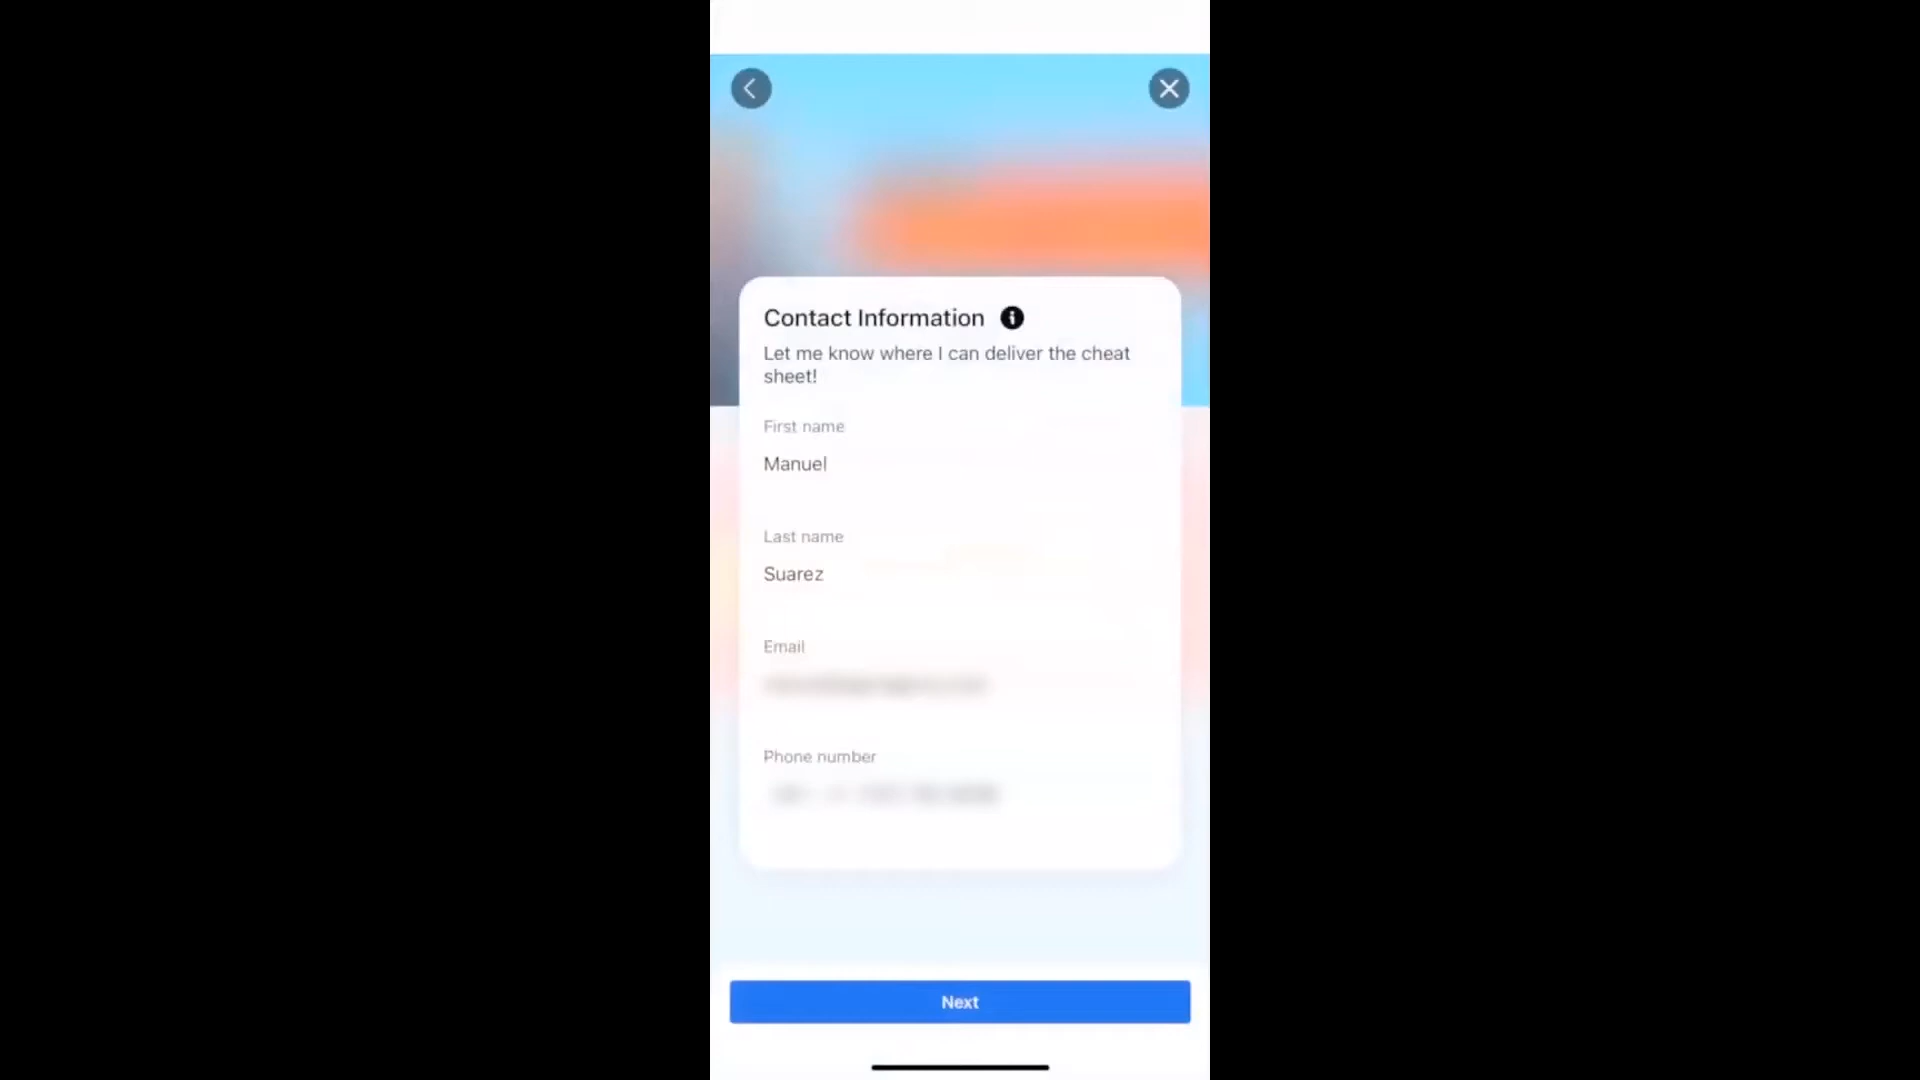 Contact Information
Let me know where I can deliver the cheat
sheet!
First name
Manuel
Last name
Suarez
Email
Phone number
Next